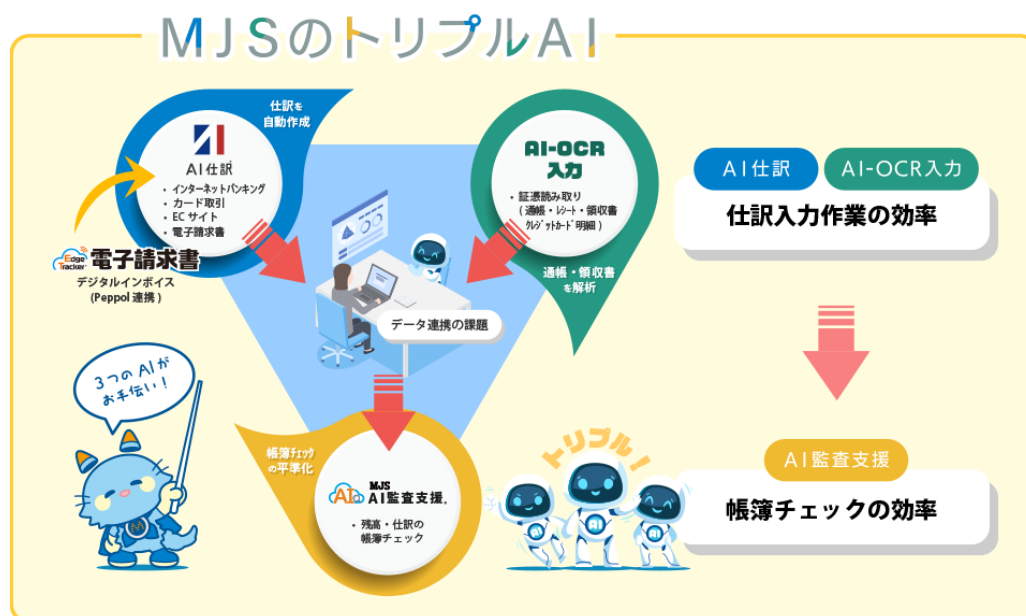 MJSのトリプルAI
仕訳を
自動作成
AI仕訳
・インターネットバンキング
・カード取引
・ECサイト
・電子請求書
Edge
Tracker
電子請求書
デジタルインボイス
(Peppol 連携)
AI-OCR
入力
・証憑読み取り
(通帳・レシート・領収書
クレジットカード明細)
通帳・領収書
を解析
データ連携の課題
3つのAIが
お手伝い!
帳簿チェック
の平準化
AI
MJS
AI監査支援®
・残高・仕訳の
帳簿チェック
トリプル!
AI
AI
AI
AI仕訳
AI-OCR入力
仕訳入力作業の効率
AI監査支援
帳簿チェックの効率